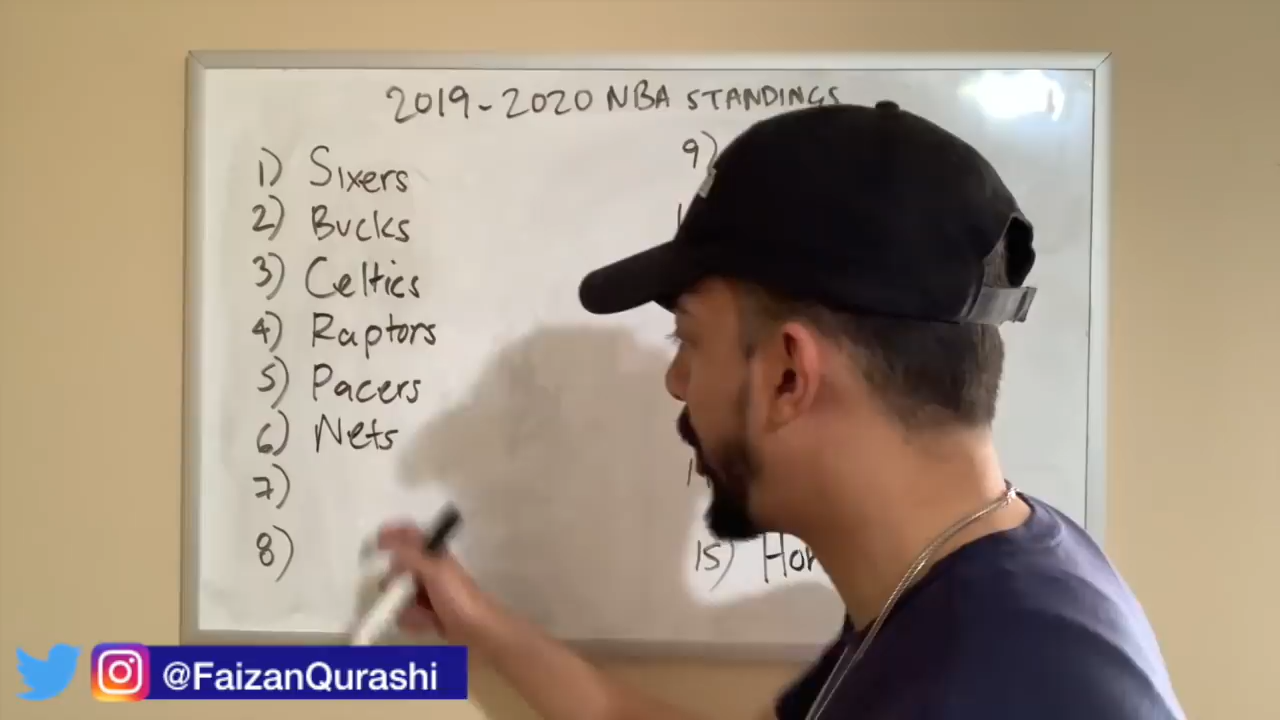 2019-2020 NBA STANDINGS
1) Sixers
2) Bucks
3) Celtics
4) Raptors
5) Pacers
6) Nets
7)
8)
9)
15)
@FaizanQurashi